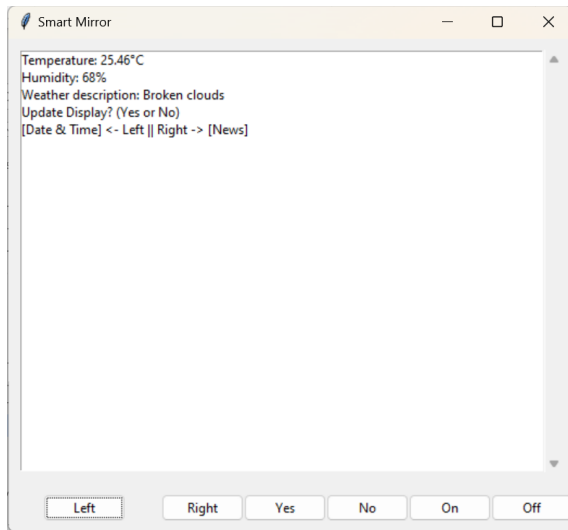 Smart Mirror
Temperature: 25.46°C
Humidity: 68%
Weather description: Broken clouds
Update Display? (Yes or No)
[Date & Time] <- Left || Right -> [News]
Left Right Yes No On Off